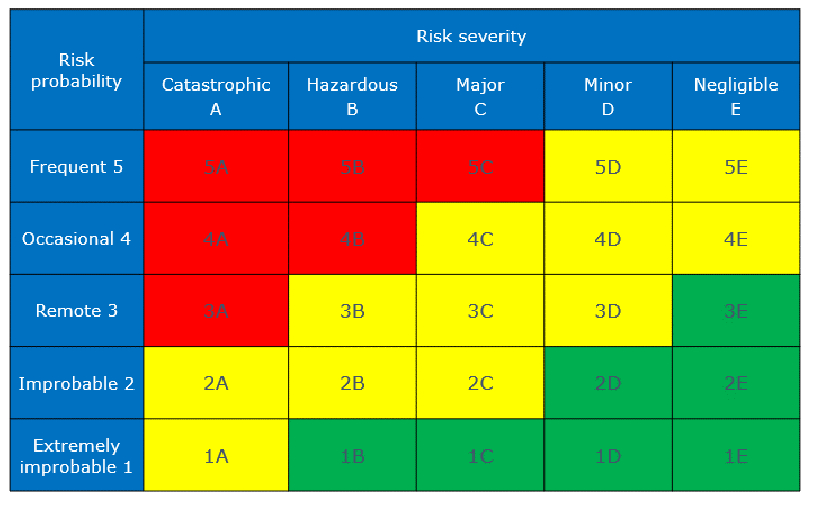 Risk
probability
Risk severity
Catastrophic
A
Hazardous
B
Major
C
Minor
D
Negligible
E
Frequent 5
5A
5B
5C
5D
5E
Occasional 4
4A
4B
4C
4D
4E
Remote 3
3A
3B
3C
3D
3E
Improbable 2
2A
2B
2C
2D
2E
Extremely
improbable 1
1A
1B
1C
1D
1E